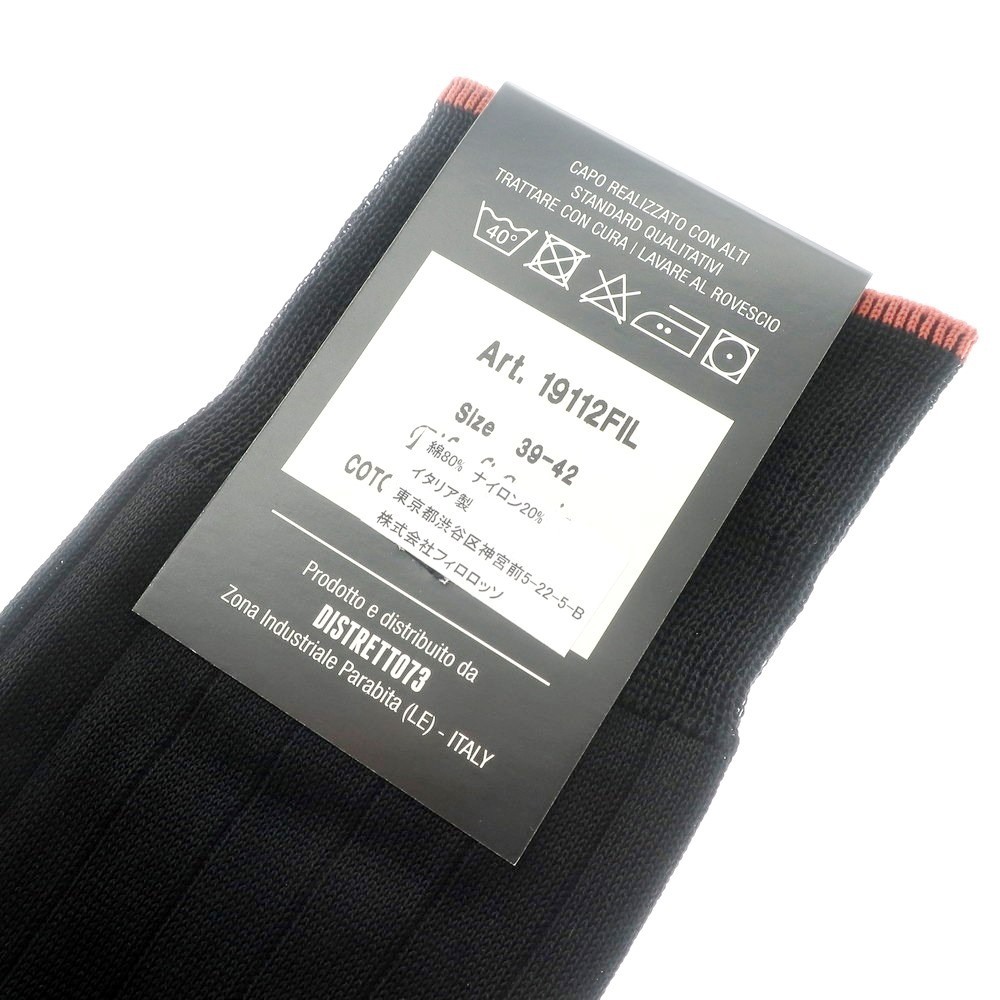 CAPO REALIZZATO CON ALTI
STANDARD QUALITATIVI
TRATTARE CON CURA / LAVARE AL ROVESCIO
40°
Art. 19112FIL
Size 39-42
綿80% ナイロン20%
COTO
イタリア製
東京都渋谷区神宮前5-22-5-B
株式会社フィロロッソ
Prodotto e distribuito da
DISTRETTO73
Zona Industriale Parabita (LE) - ITALY